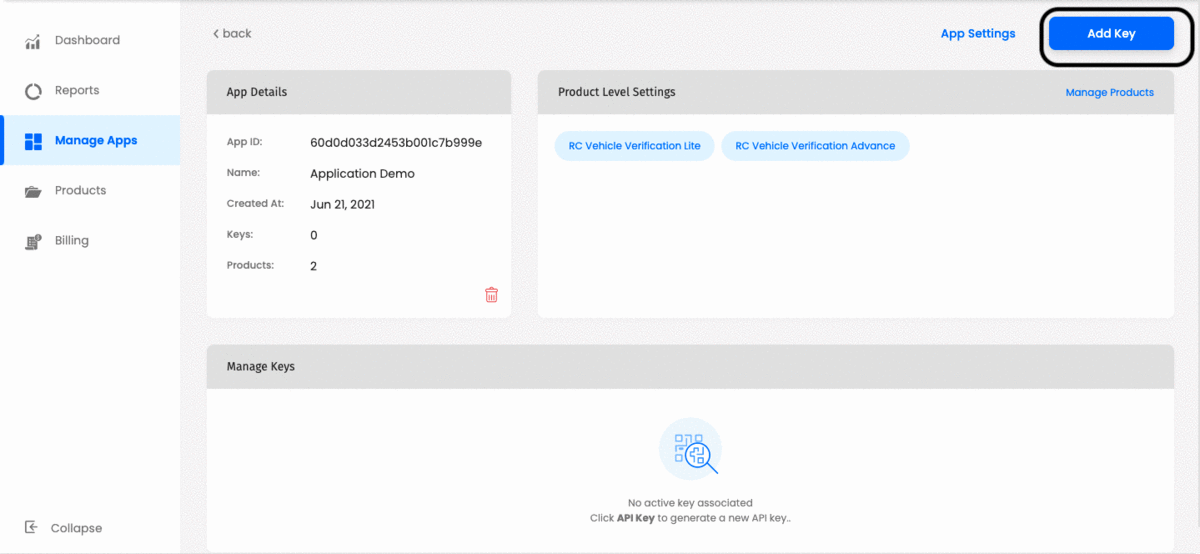 Dashboard
Reports
Manage Apps
Products
Billing
Collapse
back
App Settings
Add Key
App Details
App ID: 60d0d033d2453b001c7b999e
Name: Application Demo
Created At: Jun 21, 2021
Keys: 0
Products: 2
Product Level Settings
Manage Products
RC Vehicle Verification Lite
RC Vehicle Verification Advance
Manage Keys
No active key associated
Click API Key to generate a new API key..